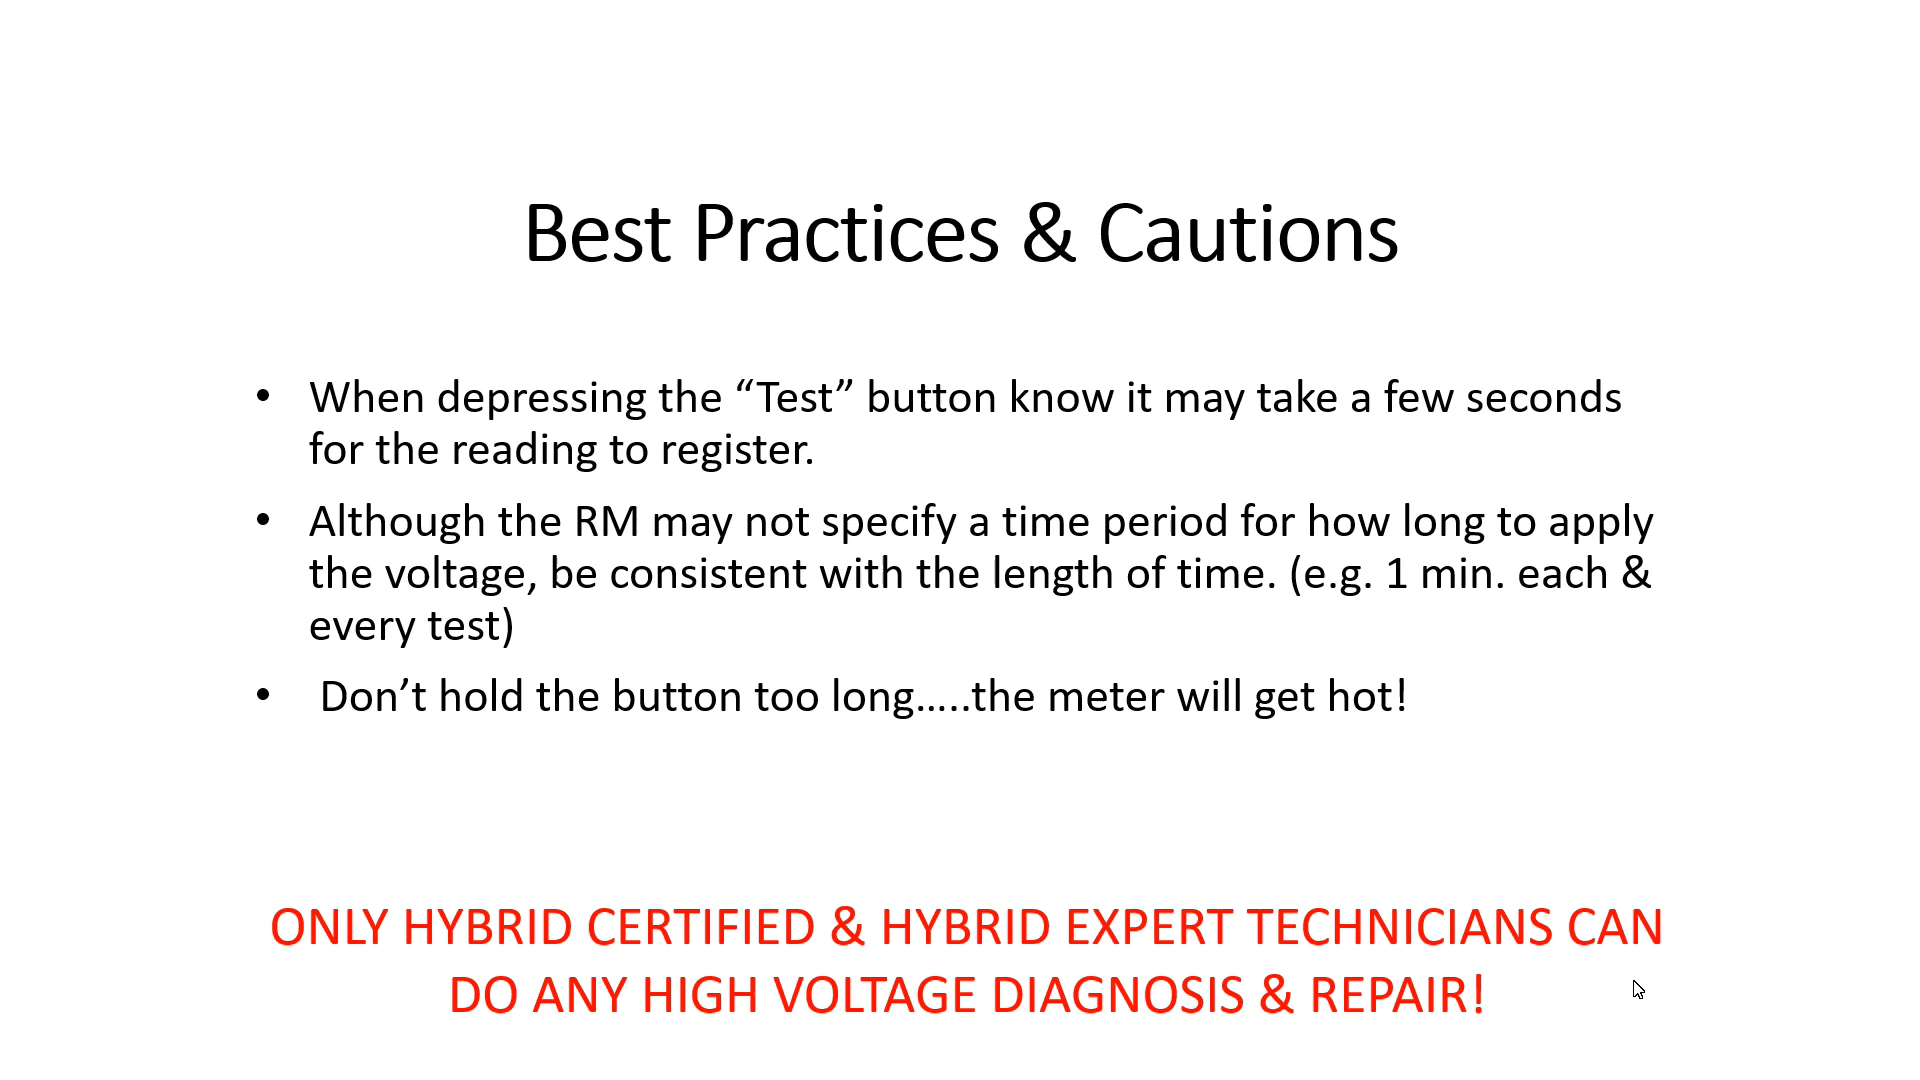 Best Practices & Cautions
• When depressing the “Test” button know it may take a few seconds
for the reading to register.
• Although the RM may not specify a time period for how long to apply
the voltage, be consistent with the length of time. (e.g. 1 min. each &
every test)
• Don’t hold the button too long.....the meter will get hot!
ONLY HYBRID CERTIFIED & HYBRID EXPERT TECHNICIANS CAN
DO ANY HIGH VOLTAGE DIAGNOSIS & REPAIR!